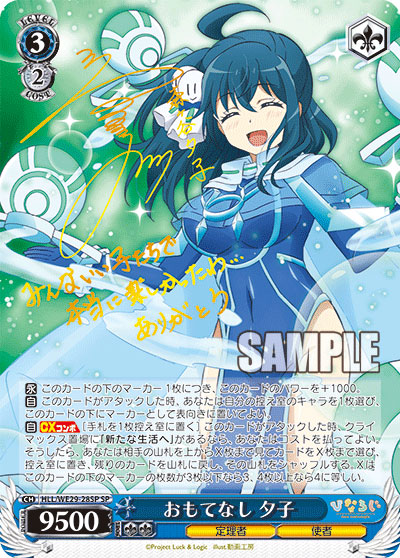 LEVEL
3
2
COST
みんないい子たちで
本当に楽しかったわ…
ありがとう
SAMPLE
永 このカードの下のマーカー1枚につき、このカードのパワーを+1000。
自 このカードがアタックした時、あなたは自分の控え室のキャラを1枚選び、
このカードの下にマーカーとして表向きに置いてよい。
自 CXコンボ [手札を1枚控え室に置く] このカードがアタックした時、クライ
マックス置場に「新たな生活へ」があるなら、あなたはコストを払ってよい。
そうしたら、あなたは相手の山札を上からX枚まで見てカードをX枚まで
選び、控え室に置き、残りのカードを山札に戻し、その山札をシャッフルする。Xは
このカードの下のマーカーの枚数が3枚以下なら3、4枚以上なら4に等しい。
CH HLL/WE29-28SP SP
POWER
9500
おもてなし 夕子
ひなろじ
定理者
使者
©Project Luck & Logic illust.動画工房